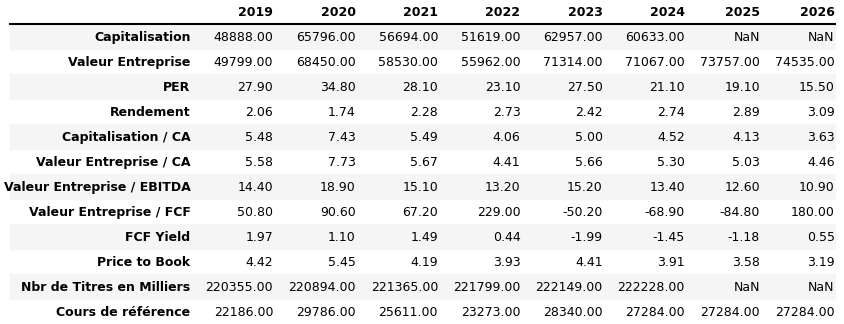 2019 2020 2021 2022 2023 2024 2025 2026
Capitalisation 48888.00 65796.00 56694.00 51619.00 62957.00 60633.00 NaN NaN
Valeur Entreprise 49799.00 68450.00 58530.00 55962.00 71314.00 71067.00 73757.00 74535.00
PER 27.90 34.80 28.10 23.10 27.50 21.10 19.10 15.50
Rendement 2.06 1.74 2.28 2.73 2.42 2.74 2.89 3.09
Capitalisation / CA 5.48 7.43 5.49 4.06 5.00 4.52 4.13 3.63
Valeur Entreprise / CA 5.58 7.73 5.67 4.41 5.66 5.30 5.03 4.46
Valeur Entreprise / EBITDA 14.40 18.90 15.10 13.20 15.20 13.40 12.60 10.90
Valeur Entreprise / FCF 50.80 90.60 67.20 229.00 -50.20 -68.90 -84.80 180.00
FCF Yield 1.97 1.10 1.49 0.44 -1.99 -1.45 -1.18 0.55
Price to Book 4.42 5.45 4.19 3.93 4.41 3.91 3.58 3.19
Nbr de Titres en Milliers 220355.00 220894.00 221365.00 221799.00 222149.00 222228.00 NaN NaN
Cours de référence 22186.00 29786.00 25611.00 23273.00 28340.00 27284.00 27284.00 27284.00